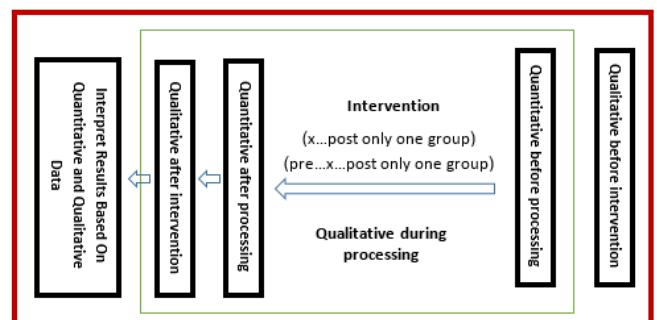 Interpret Results Based On
Quantitative and Qualitative
Data
Qualitative after intervention
Quantitative after processing
Intervention
(x...post only one group)
(pre...x...post only one group)
Qualitative during
processing
Quantitative before processing
Qualitative before intervention